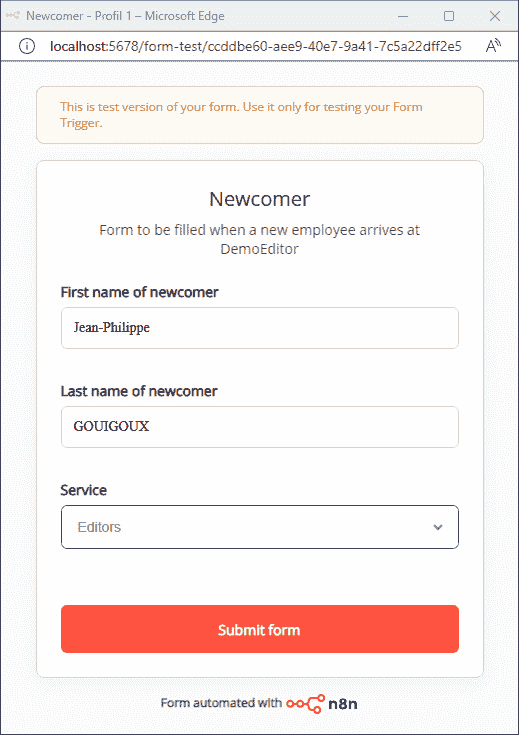 Newcomer - Profil 1 – Microsoft Edge
localhost:5678/form-test/ccddbe60-aee9-40e7-9a41-7c5a22dff2e5
This is test version of your form. Use it only for testing your Form
Trigger.
Newcomer
Form to be filled when a new employee arrives at
DemoEditor
First name of newcomer
Jean-Philippe
Last name of newcomer
GOUIGOUX
Service
Editors
Submit form
Form automated with n8n